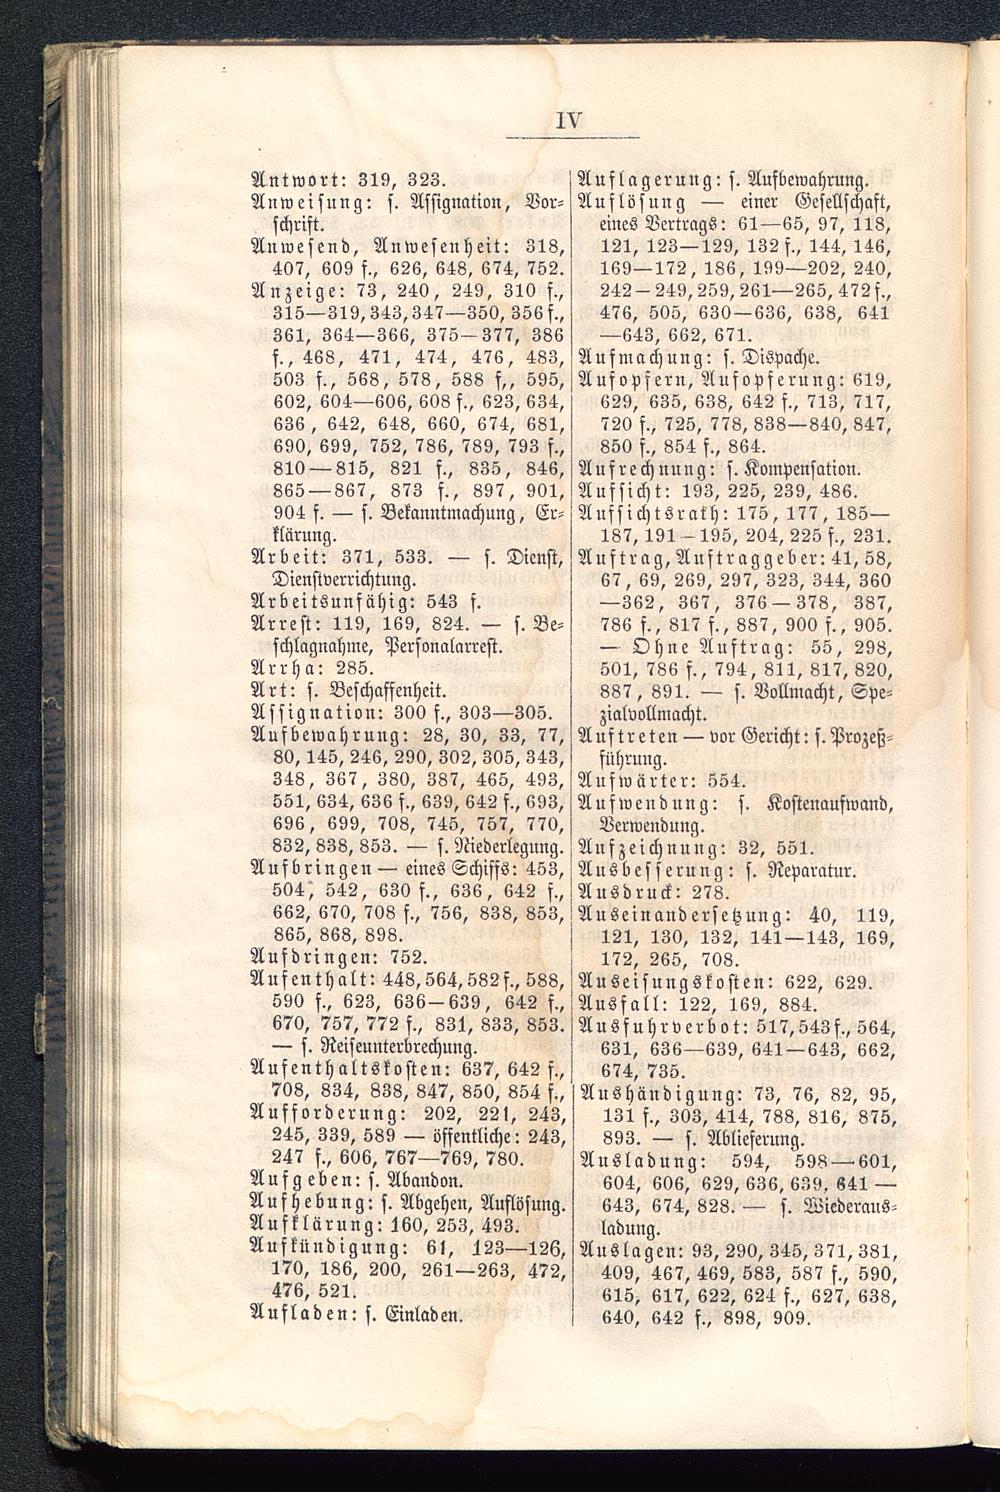 IV
Antwort: 319, 323.
Anweisung: s. Assignation, Vor-
schrift.
Anwesend, Anwesenheit: 318,
407, 609 f., 626, 648, 674, 752.
Anzeige: 73, 240, 249, 310 f.,
315—319, 343, 347—350, 356 f.,
361, 364—366, 375—377, 386
f., 468, 471, 474, 476, 483,
503 f., 568, 578, 588 f,, 595,
602, 604—606, 608 f., 623, 634,
636, 642, 648, 660, 674, 681,
690, 699, 752, 786, 789, 793 f.,
810—815, 821 f., 835, 846,
865—867, 873 f., 897, 901,
904 f. — s. Bekanntmachung, Er-
klärung.
Arbeit: 371, 533. — s. Dienst,
Dienstverrichtung.
Arbeitsunfähig: 543 f.
Arrest: 119, 169, 824. — s. Be-
schlagnahme, Personalarrest.
Arrha: 285.
Art: s. Beschaffenheit.
Assignation: 300 f., 303—305.
Aufbewahrung: 28, 30, 33, 77,
80, 145, 246, 290, 302, 305, 343,
348, 367, 380, 387, 465, 493,
551, 634, 636 f., 639, 642 f., 693,
696, 699, 708, 745, 757, 770,
832, 838, 853. — s. Niederlegung.
Aufbringen — eines Schiffs: 453,
504, 542, 630 f., 636, 642 f.,
662, 670, 708 f., 756, 838, 853,
865, 868, 898.
Aufdringen: 752.
Aufenthalt: 448, 564, 582 f., 588,
590 f., 623, 636—639, 642 f.,
670, 757, 772 f., 831, 833, 853.
— s. Reiseunterbrechung.
Aufenthaltskosten: 637, 642 f.,
708, 834, 838, 847, 850, 854 f.,
Aufforderung: 202, 221, 243,
245, 339, 589 — öffentliche: 243,
247 f., 606, 767—769, 780.
Aufgeben: s. Abandon.
Aufhebung: s. Abgehen, Auflösung.
Aufklärung: 160, 253, 493.
Aufkündigung: 61, 123—126,
170, 186, 200, 261—263, 472,
476, 521.
Aufladen: s. Einladen.
Auflagerung: s. Aufbewahrung.
Auflösung — einer Gesellschaft,
eines Vertrags: 61—65, 97, 118,
121, 123—129, 132 f., 144, 146,
169—172, 186, 199—202, 240,
242—249, 259, 261—265, 472 f.,
476, 505, 630—636, 638, 641
—643, 662, 671.
Aufmachung: s. Dispache.
Aufopfern, Aufopferung: 619,
629, 635, 638, 642 f., 713, 717,
720 f., 725, 778, 838—840, 847,
850 f., 854 f., 864.
Aufrechnung: s. Kompensation.
Aufsicht: 193, 225, 239, 486.
Aufsichtsrath: 175, 177, 185—
187, 191—195, 204, 225 f., 231.
Auftrag, Auftraggeber: 41, 58,
67, 69, 269, 297, 323, 344, 360
—362, 367, 376—378, 387,
786 f., 817 f., 887, 900 f., 905.
— Ohne Auftrag: 55, 298,
501, 786 f., 794, 811, 817, 820,
887, 891. — s. Vollmacht, Spe-
zialvollmacht.
Auftreten — vor Gericht: s. Prozeß-
führung.
Aufwärter: 554.
Aufwendung: s. Kostenaufwand,
Verwendung.
Aufzeichnung: 32, 551.
Ausbesserung: s. Reparatur.
Ausdruck: 278.
Auseinandersetzung: 40, 119,
121, 130, 132, 141—143, 169,
172, 265, 708.
Auseisungskosten: 622, 629.
Ausfall: 122, 169, 884.
Ausfuhrverbot: 517, 543 f., 564,
631, 636—639, 641—643, 662,
674, 735.
Aushändigung: 73, 76, 82, 95,
131 f., 303, 414, 788, 816, 875,
893. — s. Ablieferung.
Ausladung: 594, 598—601,
604, 606, 629, 636, 639, 641—
643, 674, 828. — s. Wiederaus-
ladung.
Auslagen: 93, 290, 345, 371, 381,
409, 467, 469, 583, 587 f., 590,
615, 617, 622, 624 f., 627, 638,
640, 642 f., 898, 909.